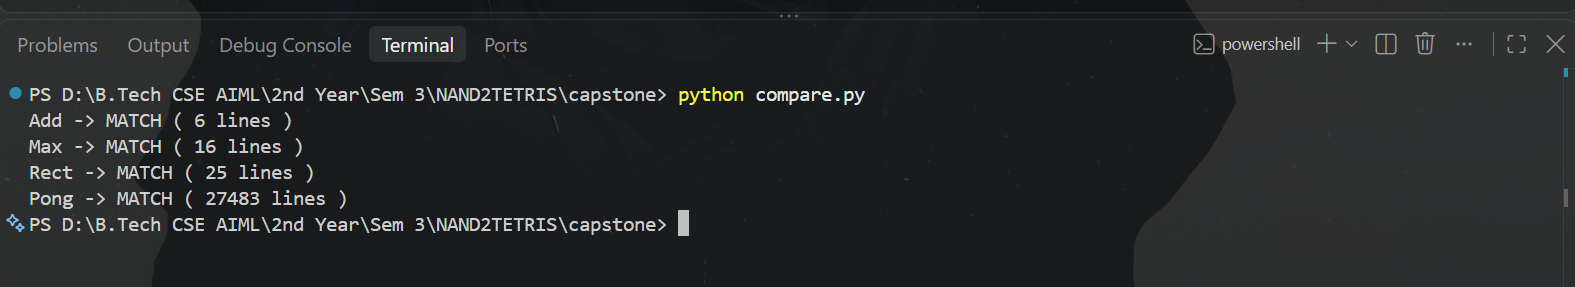 Problems Output Debug Console Terminal Ports powershell
PS D:\B.Tech CSE AIML\2nd Year\Sem 3\NAND2TETRIS\capstone> python compare.py
Add -> MATCH ( 6 lines )
Max -> MATCH ( 16 lines )
Rect -> MATCH ( 25 lines )
Pong -> MATCH ( 27483 lines )
PS D:\B.Tech CSE AIML\2nd Year\Sem 3\NAND2TETRIS\capstone>